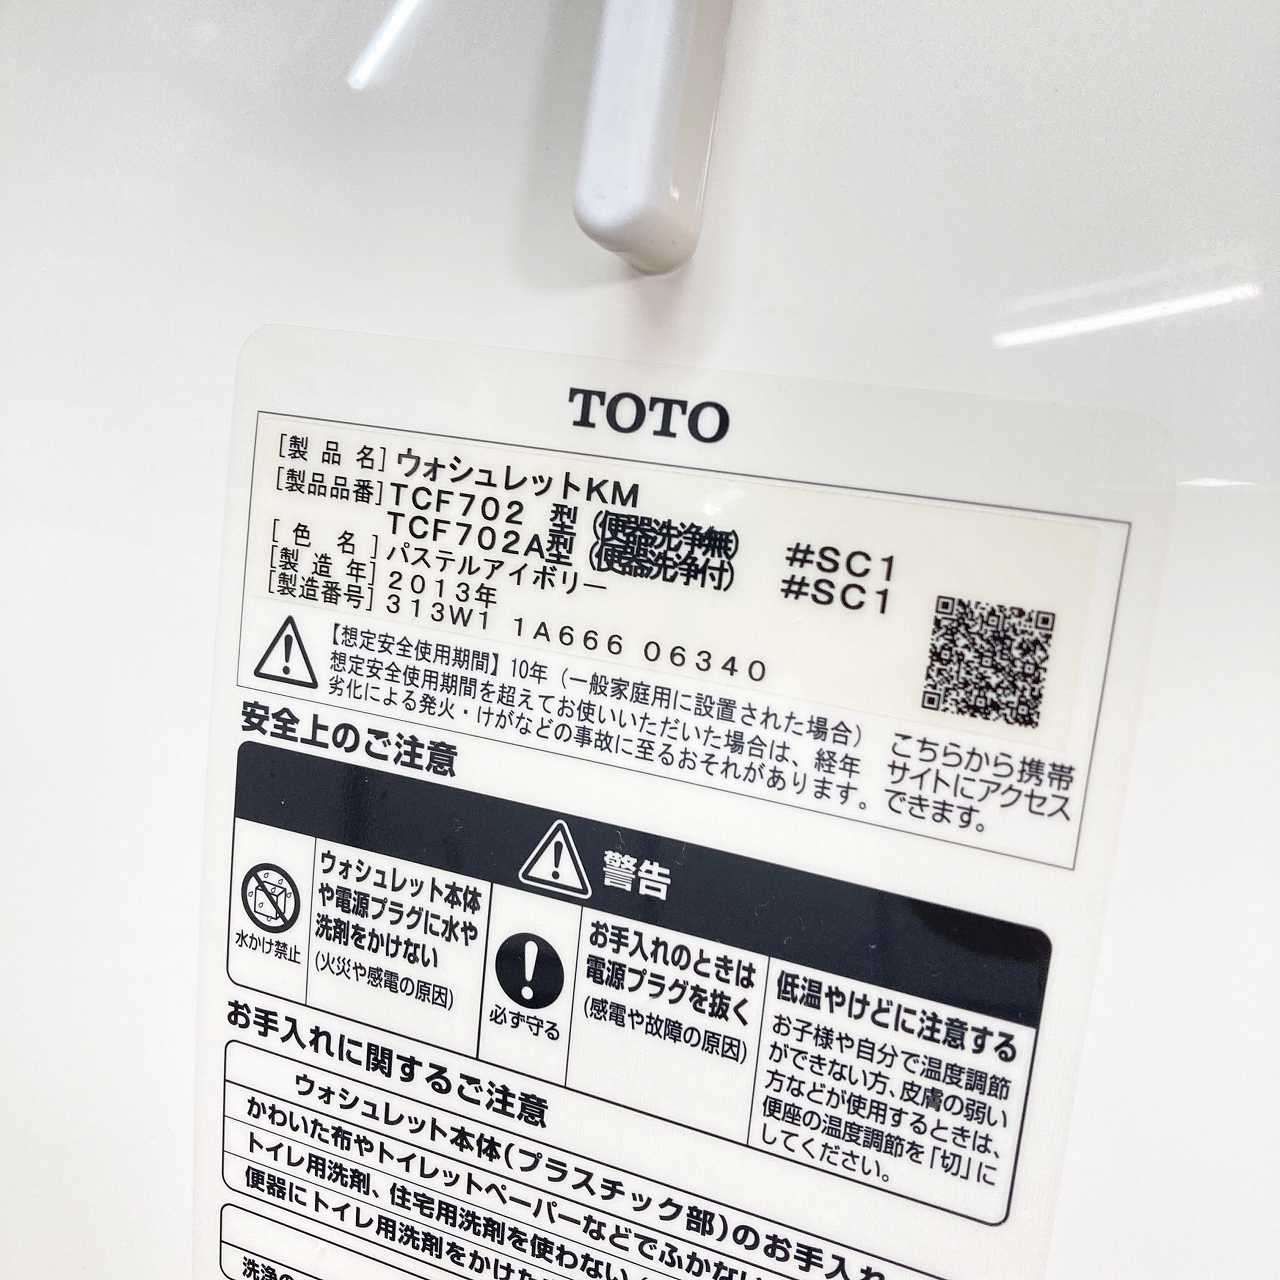 TOTO
[製品名] ウォシュレットKM
[製品品番] TCF702 型 (便器洗浄無) #SC1
TCF702A型 (便器洗浄付) #SC1
[色名] パステルアイボリー
[製造年] 2013年
[製造番号] 313W1 1A666 06340
【想定安全使用期間】10年 (一般家庭用に設置された場合)
想定安全使用期間を超えてお使いいただいた場合は、経年
劣化による発火・けがなどの事故に至るおそれがあります。
こちらから携帯
サイトにアクセス
できます。
安全上のご注意
警告
水かけ禁止
ウォシュレット本体
や電源プラグに水や
洗剤をかけない
(火災や感電の原因)
必ず守る
お手入れのときは
電源プラグを抜く
(感電や故障の原因)
低温やけどに注意する
お子様や自分で温度調節
ができない方、皮膚の弱い
方などが使用するときは、
便座の温度調節を「切」に
してください。
お手入れに関するご注意
ウォシュレット本体(プラスチック部)のお手入れ
かわいた布やトイレットペーパーなどでふかない
トイレ用洗剤、住宅用洗剤を使わない
便器にトイレ用洗剤をかけた
洗浄の